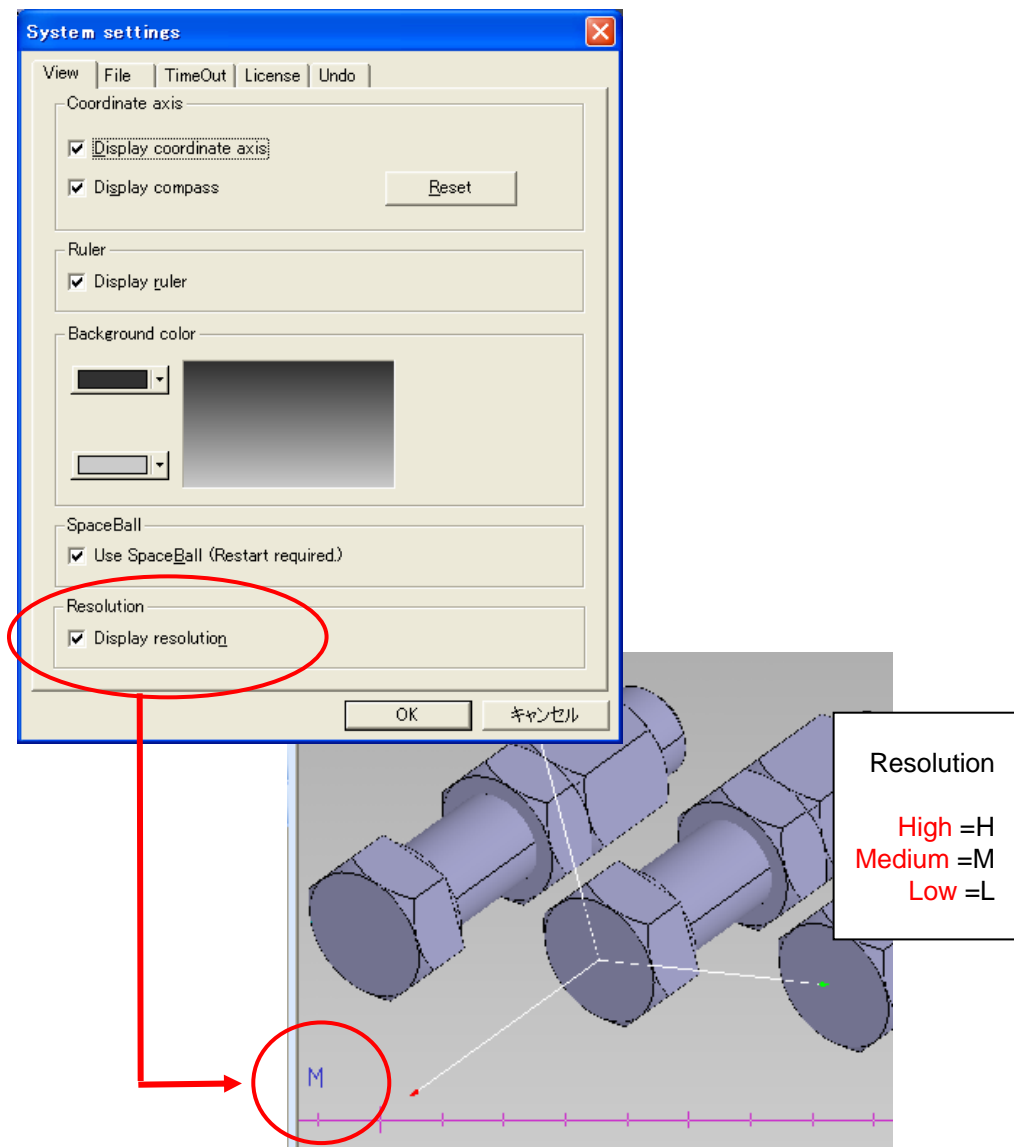 System settings
View File TimeOut License Undo
Coordinate axis
Display coordinate axis
Display compass
Reset
Ruler
Display ruler
Background color
SpaceBall
Use SpaceBall (Restart required.)
Resolution
Display resolution
OK キャンセル
Resolution
High =H
Medium =M
Low =L
M